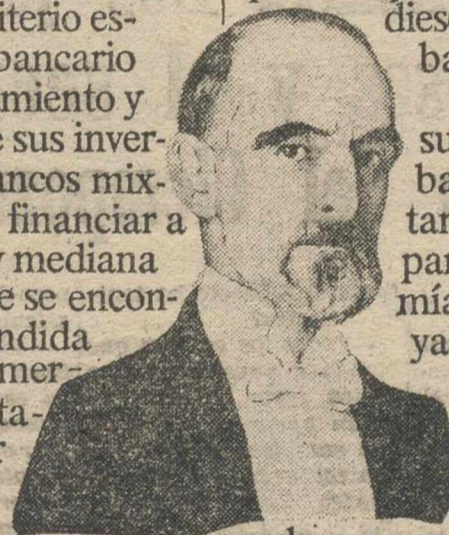 iterio es-
bancario
miento y
e sus inver-
ancos mix-
financiar a
y mediana
e se encon-
ndida
mer-
ta-
r
dies
ba
su
ba
tar
par
mía
ya